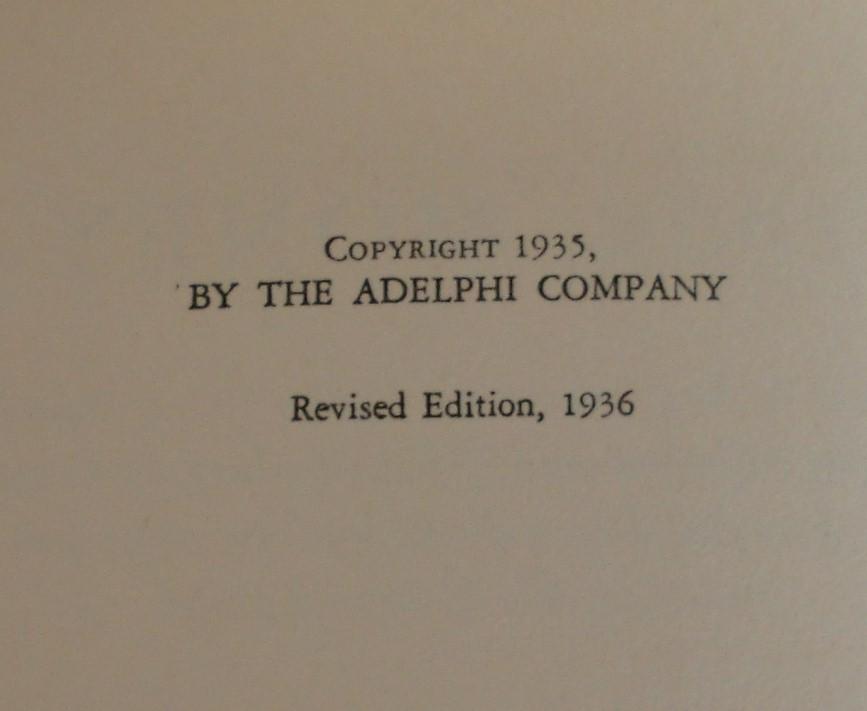 COPYRIGHT 1935,
BY THE ADELPHI COMPANY
Revised Edition, 1936